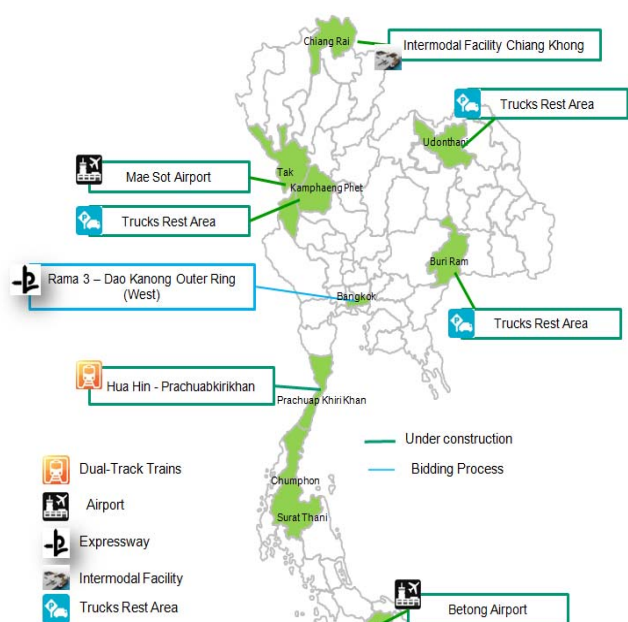 Chiang Rai
Intermodal Facility Chiang Khong
Trucks Rest Area
Udonthani
Mae Sot Airport
Tak
Kamphaeng Phet
Trucks Rest Area
Buri Ram
Rama 3 – Dao Kanong Outer Ring
(West)
Bangkok
Trucks Rest Area
Hua Hin - Prachuabkirikhan
Prachuap Khiri Khan
Under construction
Bidding Process
Dual-Track Trains
Chumphon
Airport
Surat Thani
Expressway
Intermodal Facility
Trucks Rest Area
Betong Airport